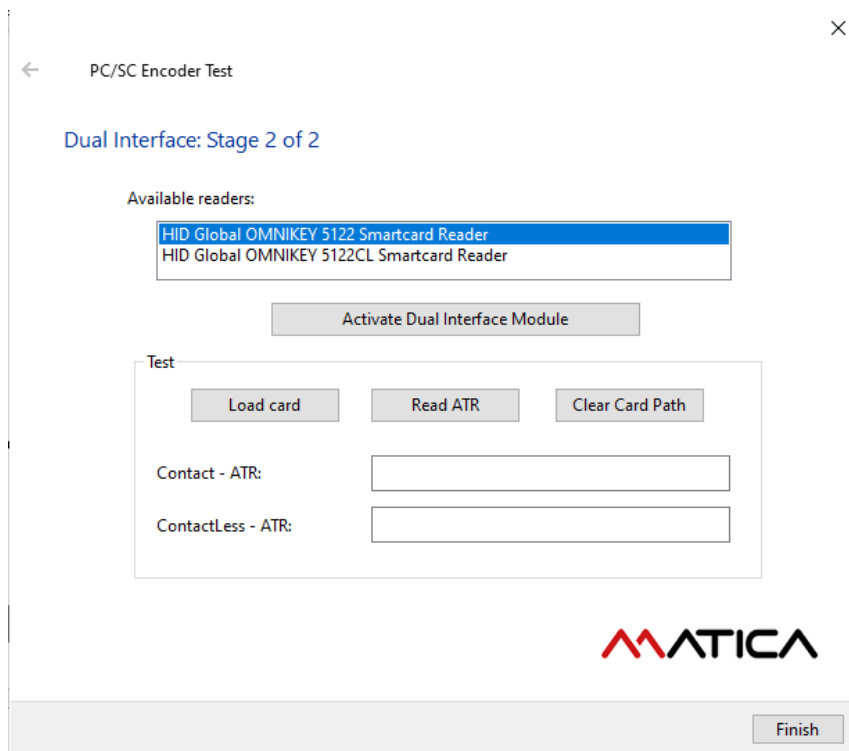 PC/SC Encoder Test
Dual Interface: Stage 2 of 2
Available readers:
HID Global OMNIKEY 5122 Smartcard Reader
HID Global OMNIKEY 5122CL Smartcard Reader
Activate Dual Interface Module
Test
Load card
Read ATR
Clear Card Path
Contact - ATR:
ContactLess - ATR:
MATICA
Finish